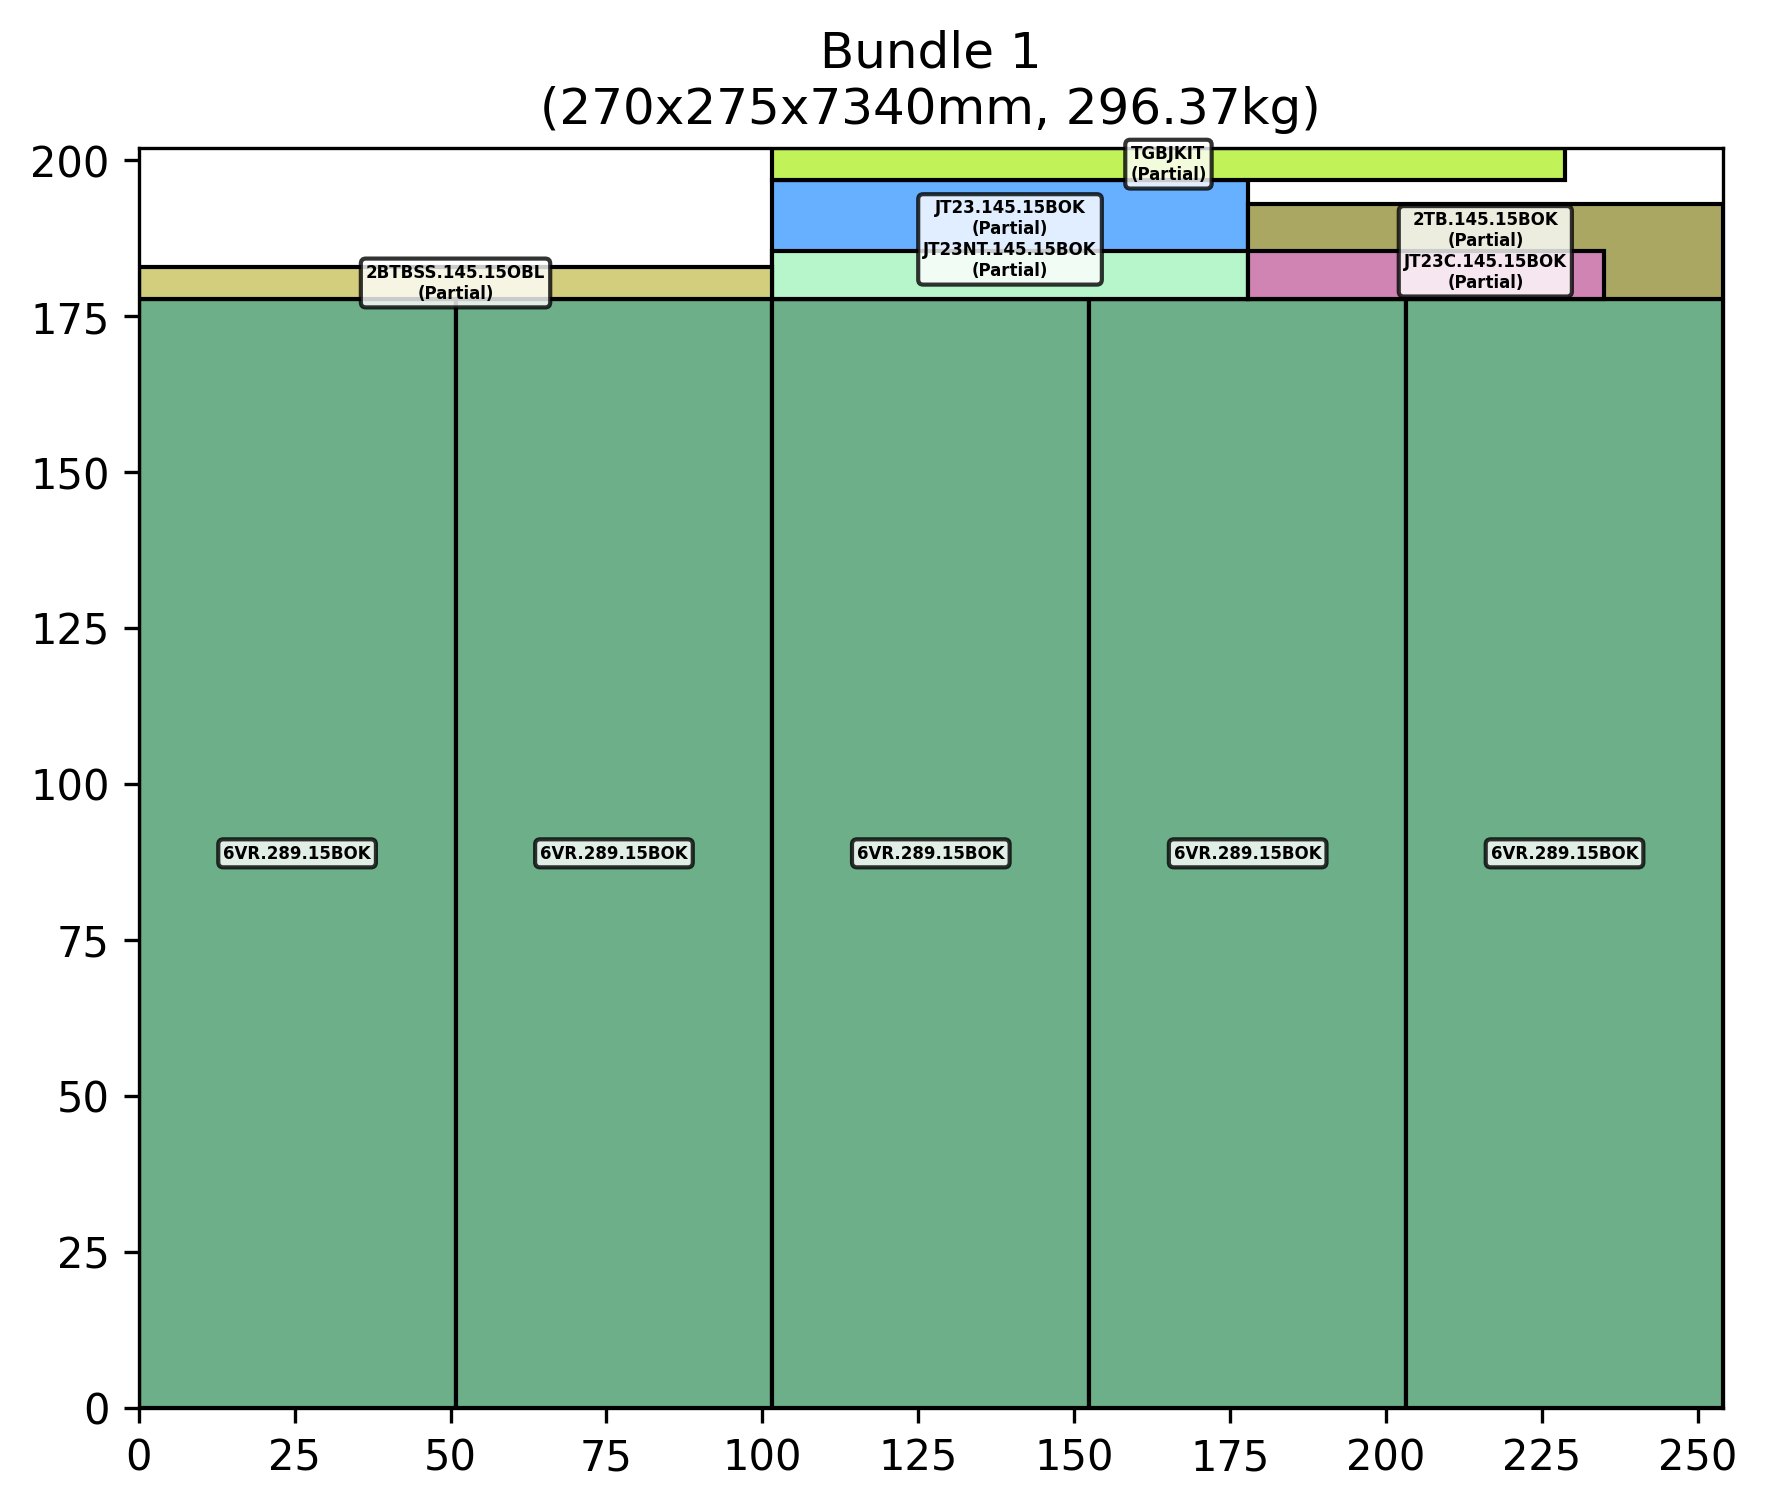 Bundle 1
(270x275x7340mm, 296.37kg)
200
175
150
125
100
75
50
25
0
TGBJKIT
(Partial)
JT23.145.15BOK
(Partial)
JT23NT.145.15BOK
(Partial)
2TB.145.15BOK
(Partial)
JT23C.145.15BOK
(Partial)
2BTBSS.145.15OBL
(Partial)
6VR.289.15BOK
6VR.289.15BOK
6VR.289.15BOK
6VR.289.15BOK
6VR.289.15BOK
0
25
50
75
100
125
150
175
200
225
250